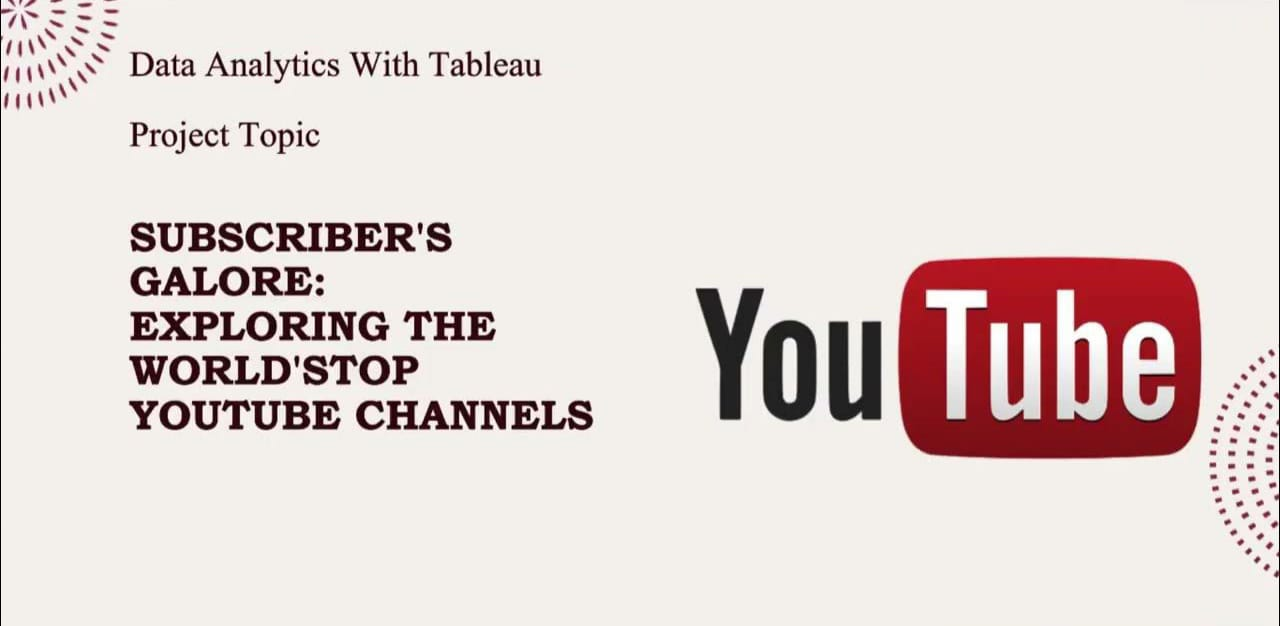 Data Analytics With Tableau
Project Topic
SUBSCRIBER'S
GALORE:
EXPLORING THE
WORLD'STOP
YOUTUBE CHANNELS
YouTube